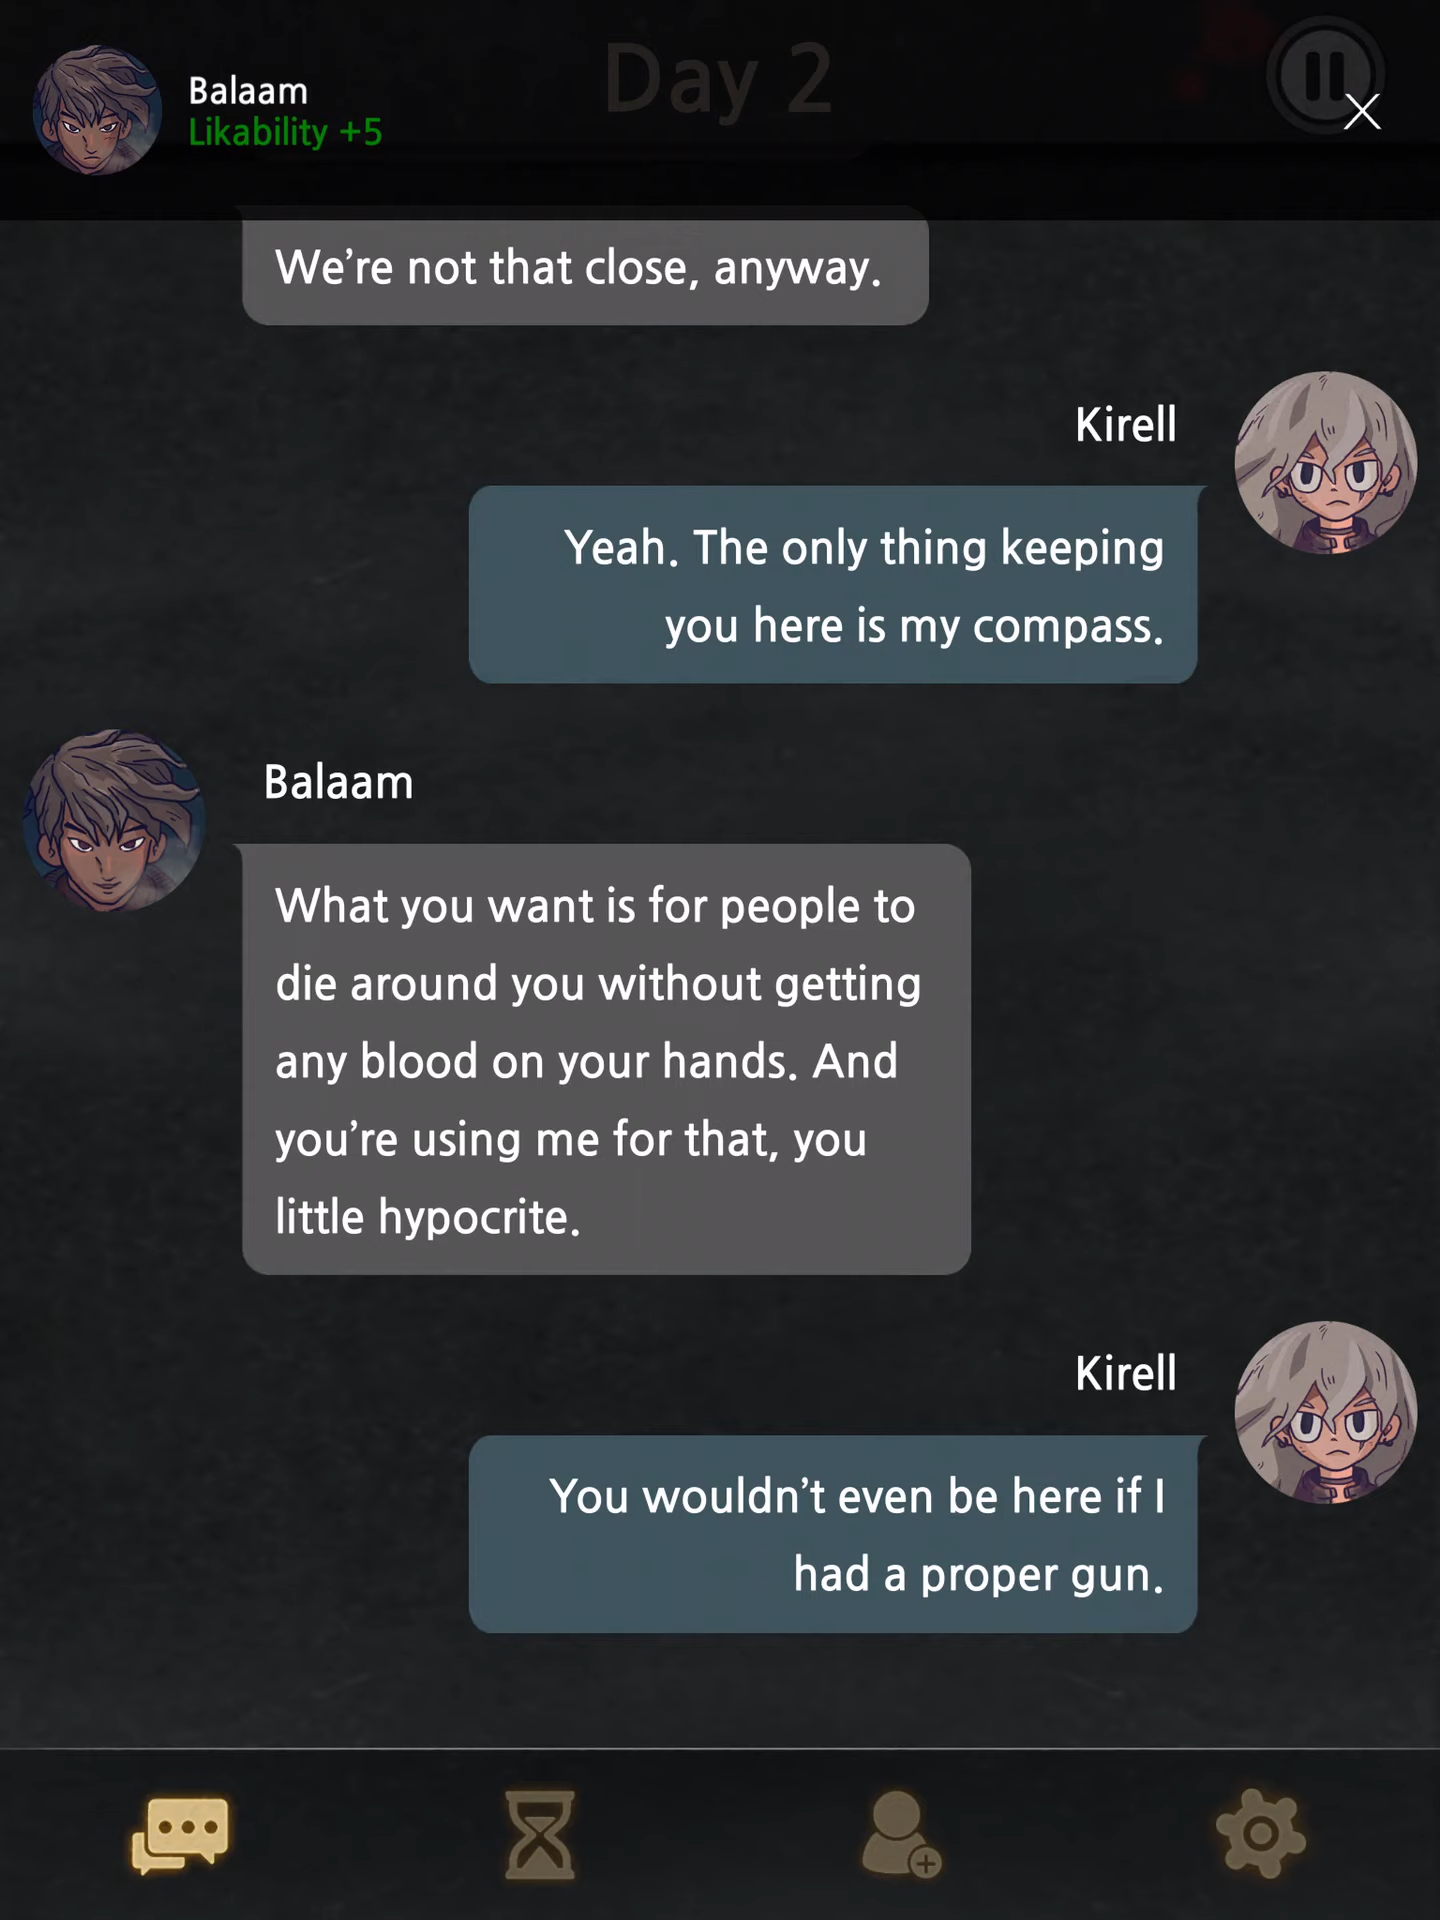 Day 2
Balaam
Likability +5
We're not that close, anyway.
Kirell
Yeah. The only thing keeping
you here is my compass.
Balaam
What you want is for people to
die around you without getting
any blood on your hands. And
you're using me for that, you
little hypocrite.
Kirell
You wouldn't even be here if I
had a proper gun.